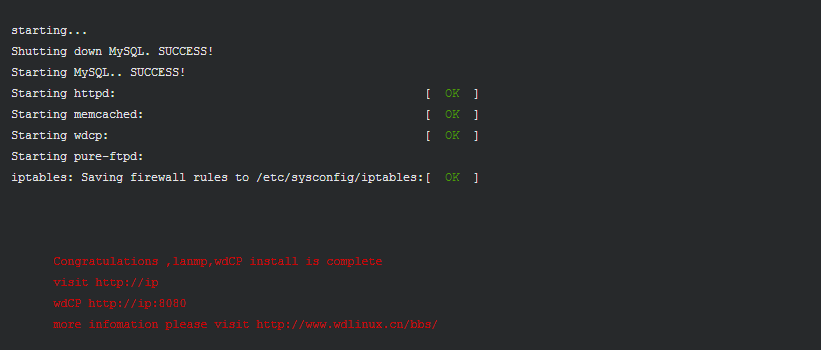 starting...
Shutting down MySQL. SUCCESS!
Starting MySQL.. SUCCESS!
Starting httpd: [ OK ]
Starting memcached: [ OK ]
Starting wdcp: [ OK ]
Starting pure-ftpd:
iptables: Saving firewall rules to /etc/sysconfig/iptables:[ OK ]
Congratulations ,lanmp,wdCP install is complete
visit http://ip
wdCP http://ip:8080
more infomation please visit http://www.wdlinux.cn/bbs/